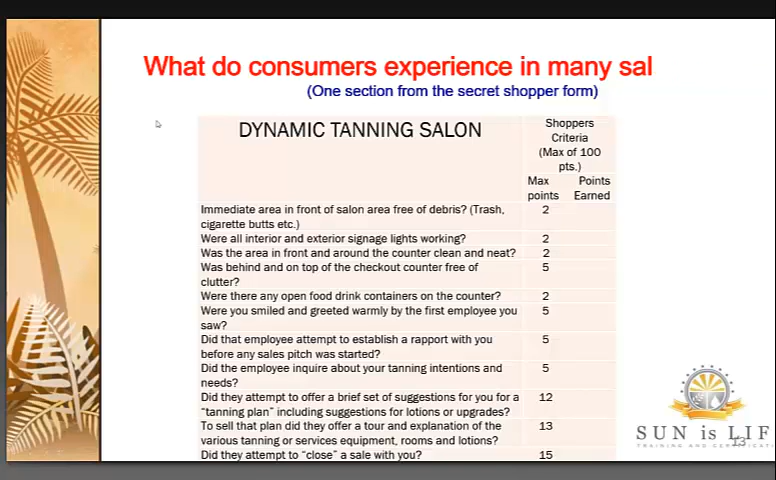 What do consumers experience in many sal
(One section from the secret shopper form)
DYNAMIC TANNING SALON
Shoppers
Criteria
(Max of 100
pts.)
Max Points
points Earned
Immediate area in front of salon area free of debris? (Trash, 2
cigarette butts etc.)
Were all interior and exterior signage lights working? 2
Was the area in front and around the counter clean and neat? 2
Was behind and on top of the checkout counter free of 5
clutter?
Were there any open food drink containers on the counter? 2
Were you smiled and greeted warmly by the first employee you 5
saw?
Did that employee attempt to establish a rapport with you 5
before any sales pitch was started?
Did the employee inquire about your tanning intentions and 5
needs?
Did they attempt to offer a brief set of suggestions for you for a 12
“tanning plan” including suggestions for lotions or upgrades?
To sell that plan did they offer a tour and explanation of the 13
various tanning or services equipment, rooms and lotions?
Did they attempt to “close” a sale with you? 15
SUN is LIF
13
TRAINING AND CERTIFICAT